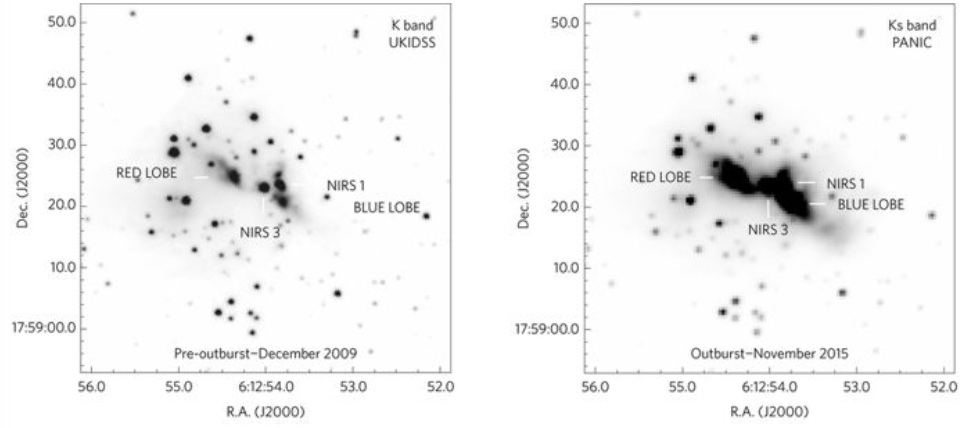 K band
UKIDSS
50.0
40.0
30.0
20.0
10.0
17:59:00.0
Dec. (J2000)
RED LOBE
NIRS 1
BLUE LOBE
NIRS 3
Pre-outburst–December 2009
56.0 55.0 6:12:54.0 53.0 52.0
R.A. (J2000)
Ks band
PANIC
50.0
40.0
30.0
20.0
10.0
17:59:00.0
Dec. (J2000)
RED LOBE
NIRS 1
BLUE LOBE
NIRS 3
Outburst–November 2015
56.0 55.0 6:12:54.0 53.0 52.0
R.A. (J2000)